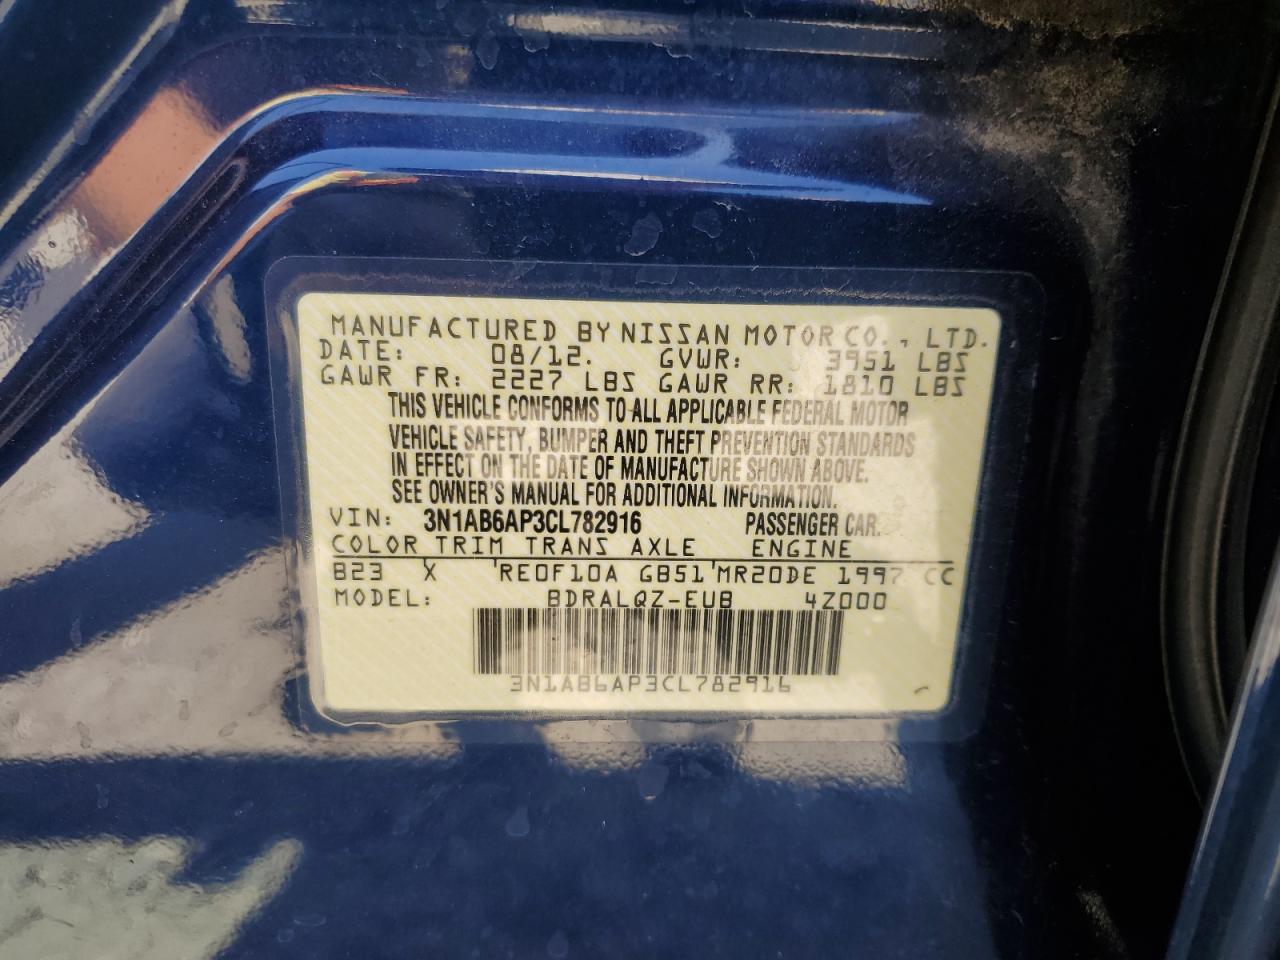 MANUFACTURED BY NISSAN MOTOR CO., LTD.
DATE: 08/12. GVWR: 3951 LBS
GAWR FR: 2227 LBS GAWR RR: 1810 LBS
THIS VEHICLE CONFORMS TO ALL APPLICABLE FEDERAL MOTOR
VEHICLE SAFETY, BUMPER AND THEFT PREVENTION STANDARDS
IN EFFECT ON THE DATE OF MANUFACTURE SHOWN ABOVE.
SEE OWNER'S MANUAL FOR ADDITIONAL INFORMATION.
VIN: 3N1AB6AP3CL782916 PASSENGER CAR.
COLOR TRIM TRANS AXLE ENGINE
B23 X 'RE0F10A GB51'MR20DE 1997 CC
MODEL: BDRALQZ-EUB 4Z000
3N1AB6AP3CL782916